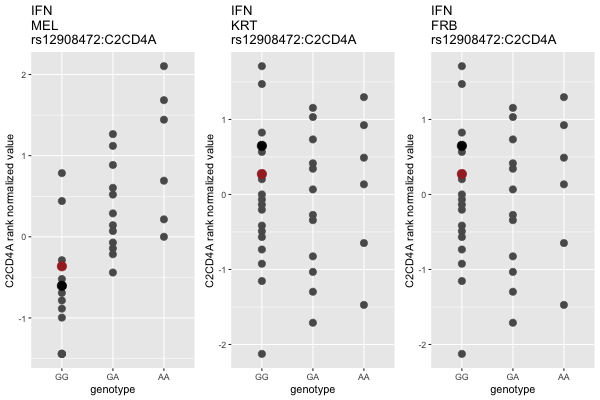 IFN
MEL
rs12908472:C2CD4A
C2CD4A rank normalized value
2
1
0
-1
GG
GA
AA
genotype
IFN
KRT
rs12908472:C2CD4A
C2CD4A rank normalized value
1
0
-1
-2
GG
GA
AA
genotype
IFN
FRB
rs12908472:C2CD4A
C2CD4A rank normalized value
1
0
-1
-2
GG
GA
AA
genotype